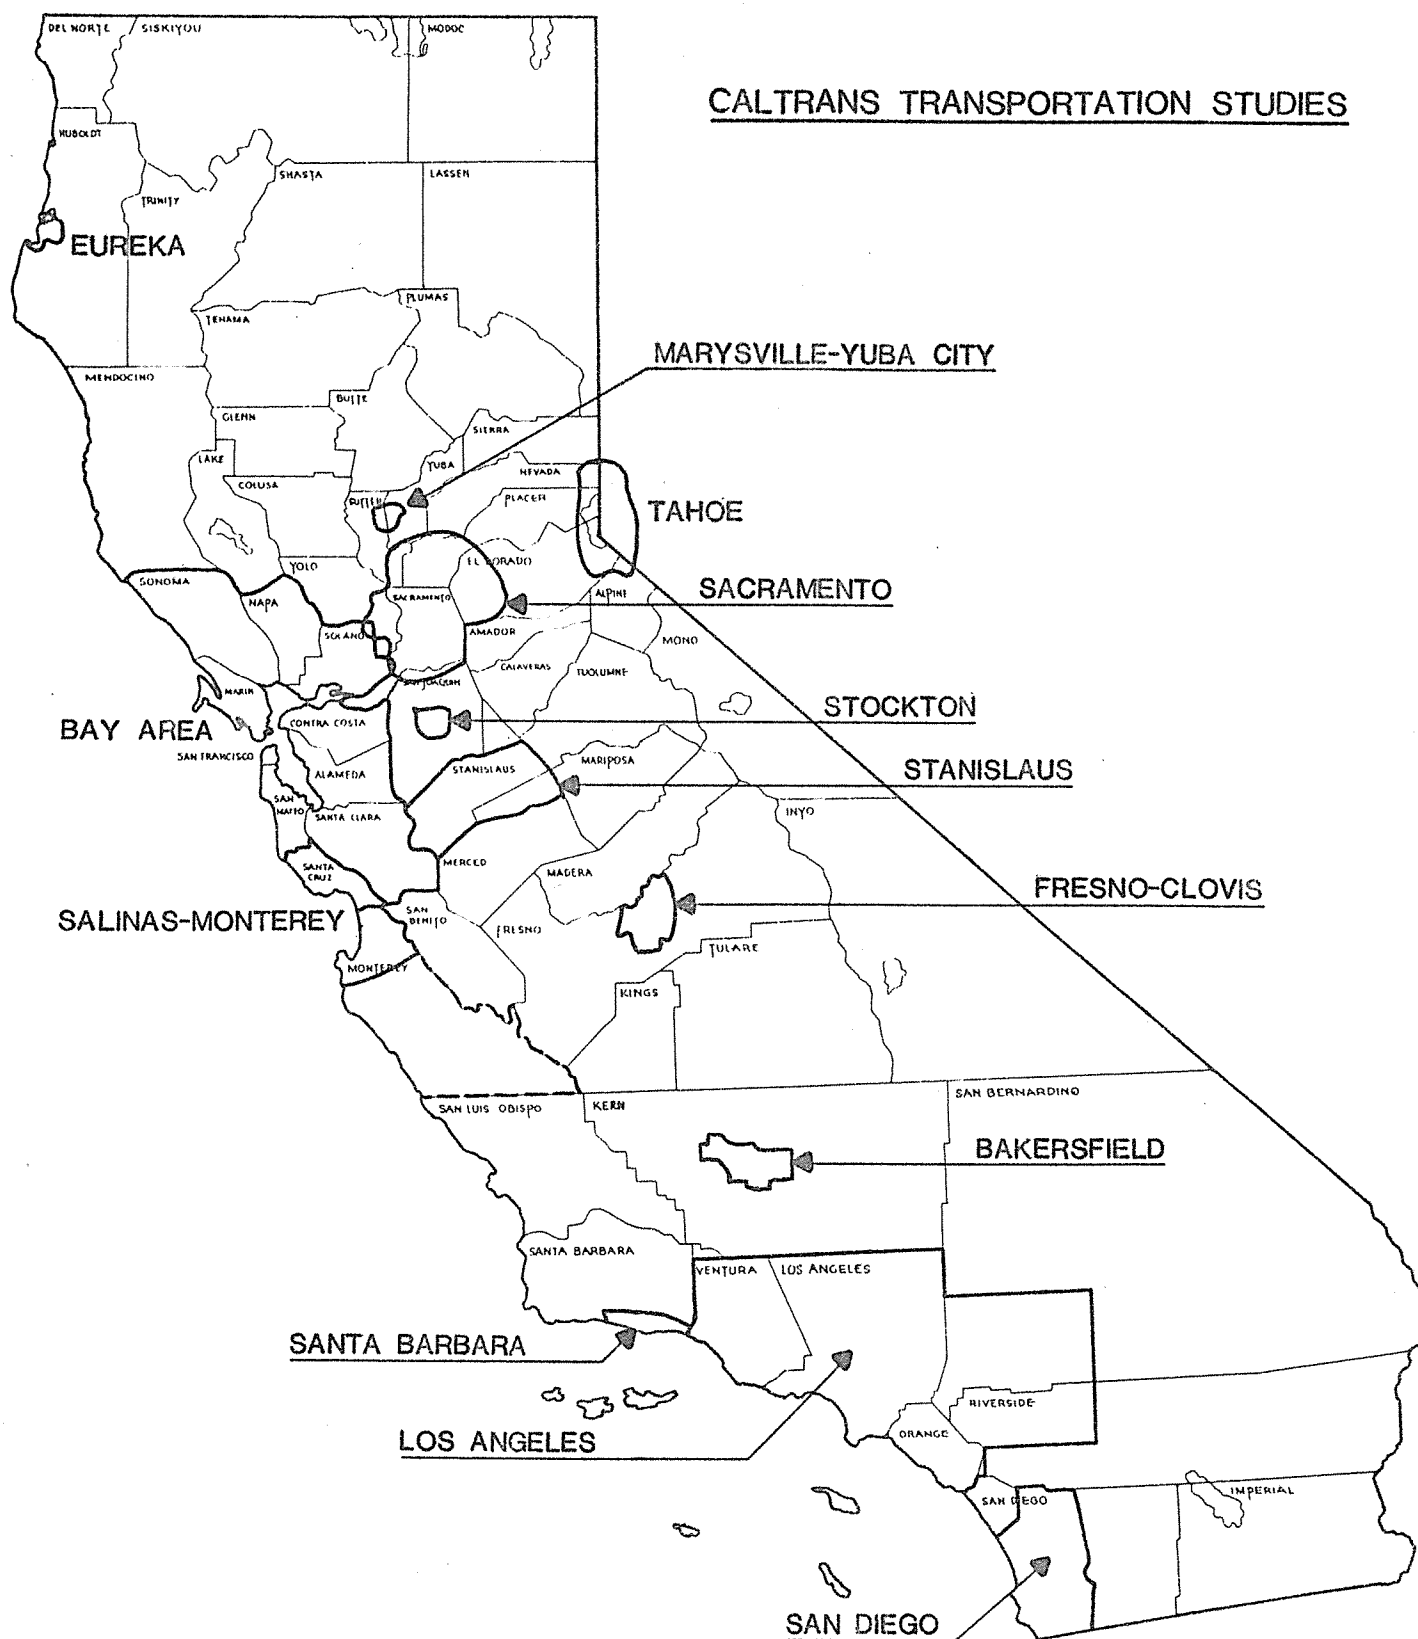 DEL NORTE
SISKIYOU
MODOC
CALTRANS TRANSPORTATION STUDIES
HUBOLDT
SHASTA
LASSEN
TRINITY
EUREKA
PLUMAS
TEHAMA
MARYSVILLE-YUBA CITY
MENDOCINO
BUTTE
GLENN
SIERRA
LAKE
YUBA
NEVADA
COLUSA
SUTTER
PLACER
TAHOE
YOLO
EL DORADO
SONOMA
SACRAMENTO
NAPA
SACRAMENTO
ALPINE
SOLANO
AMADOR
MONO
CALAVERAS
TUOLUMNE
SAN JOAQUIN
MARIN
STOCKTON
BAY AREA
CONTRA COSTA
SAN FRANCISCO
MARIPOSA
STANISLAUS
STANISLAUS
ALAMEDA
SAN
MATEO
SANTA CLARA
INYO
MERCED
SANTA
CRUZ
MADERA
FRESNO-CLOVIS
SALINAS-MONTEREY
SAN
BENITO
FRESNO
TULARE
MONTEREY
KINGS
SAN BERNARDINO
SAN LUIS OBISPO
KERN
BAKERSFIELD
SANTA BARBARA
VENTURA
LOS ANGELES
SANTA BARBARA
RIVERSIDE
LOS ANGELES
ORANGE
SAN DIEGO
IMPERIAL
SAN DIEGO